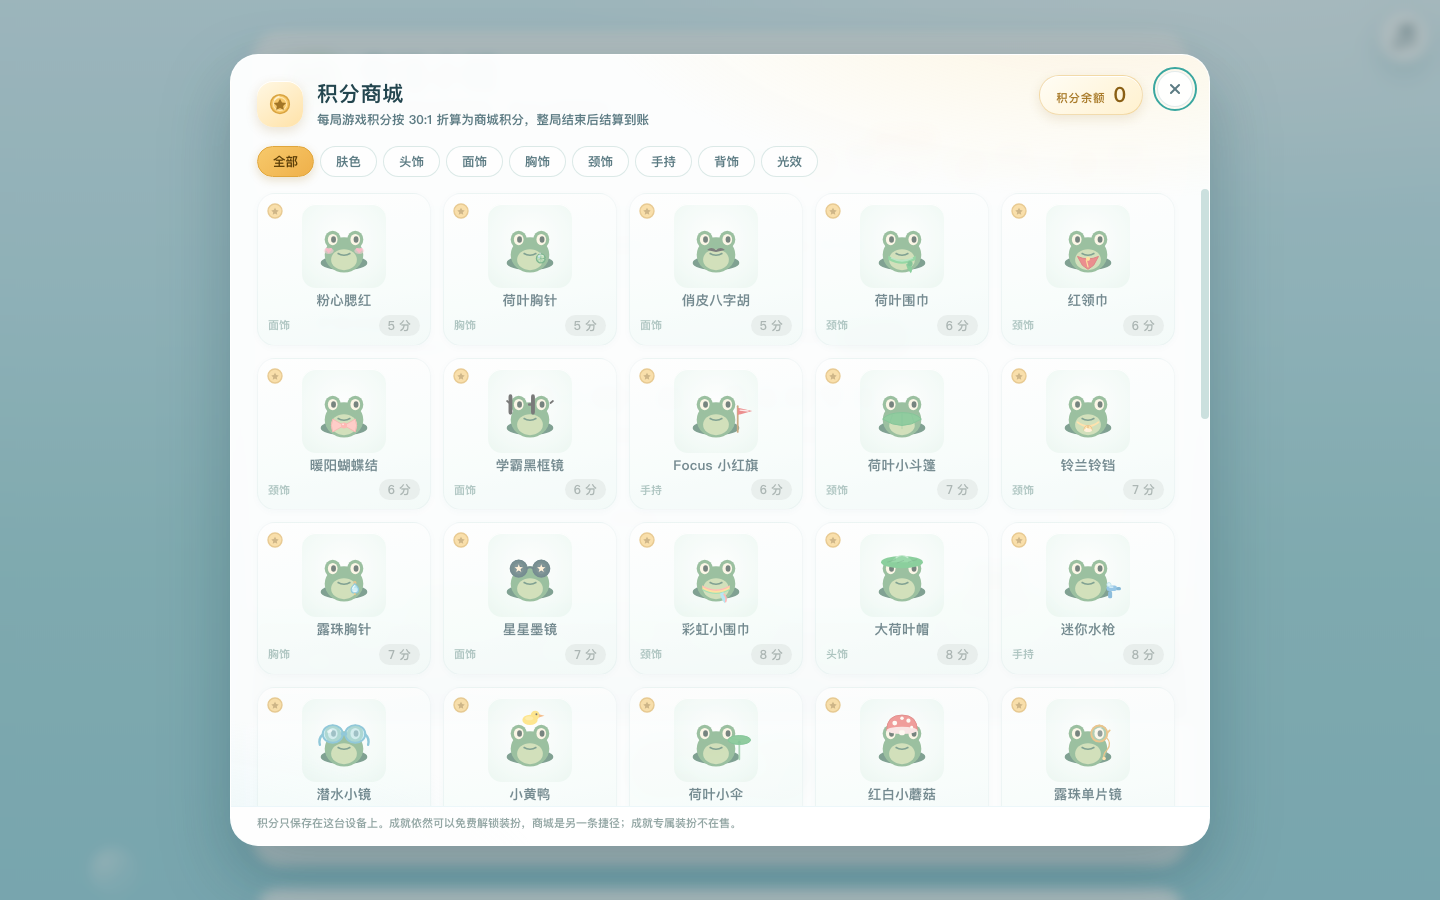 积分商城
每局游戏积分按 30:1 折算为商城积分，整局结束后结算到账
积分余额 0
全部 肤色 头饰 面饰 胸饰 颈饰 手持 背饰 光效
粉心腮红 荷叶胸针 俏皮八字胡 荷叶围巾 红领巾
面饰 5 分 胸饰 5 分 面饰 5 分 颈饰 6 分 颈饰 6 分
暖阳蝴蝶结 学霸黑框镜 Focus 小红旗 荷叶小斗篷 铃兰铃铛
颈饰 6 分 面饰 6 分 手持 6 分 颈饰 7 分 颈饰 7 分
露珠胸针 星星墨镜 彩虹小围巾 大荷叶帽 迷你水枪
胸饰 7 分 面饰 7 分 颈饰 8 分 头饰 8 分 手持 8 分
潜水小镜 小黄鸭 荷叶小伞 红白小蘑菇 露珠单片镜
积分只保存在这台设备上。成就依然可以免费解锁装扮，商城是另一条捷径；成就专属装扮不在售。